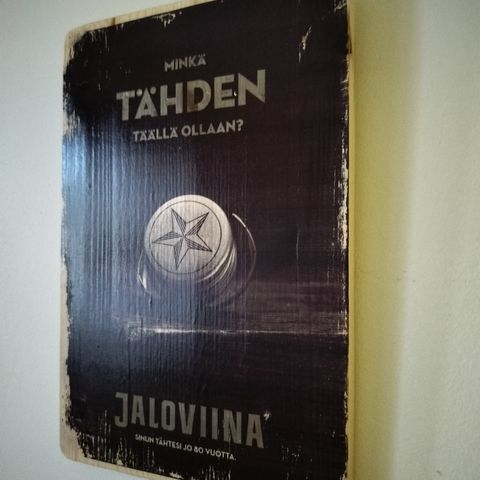 MINKÄ
TÄHDEN
TÄÄLLÄ OLLAAN?
JALOVIINA
SINUN TÄHTESI JO 80 VUOTTA.